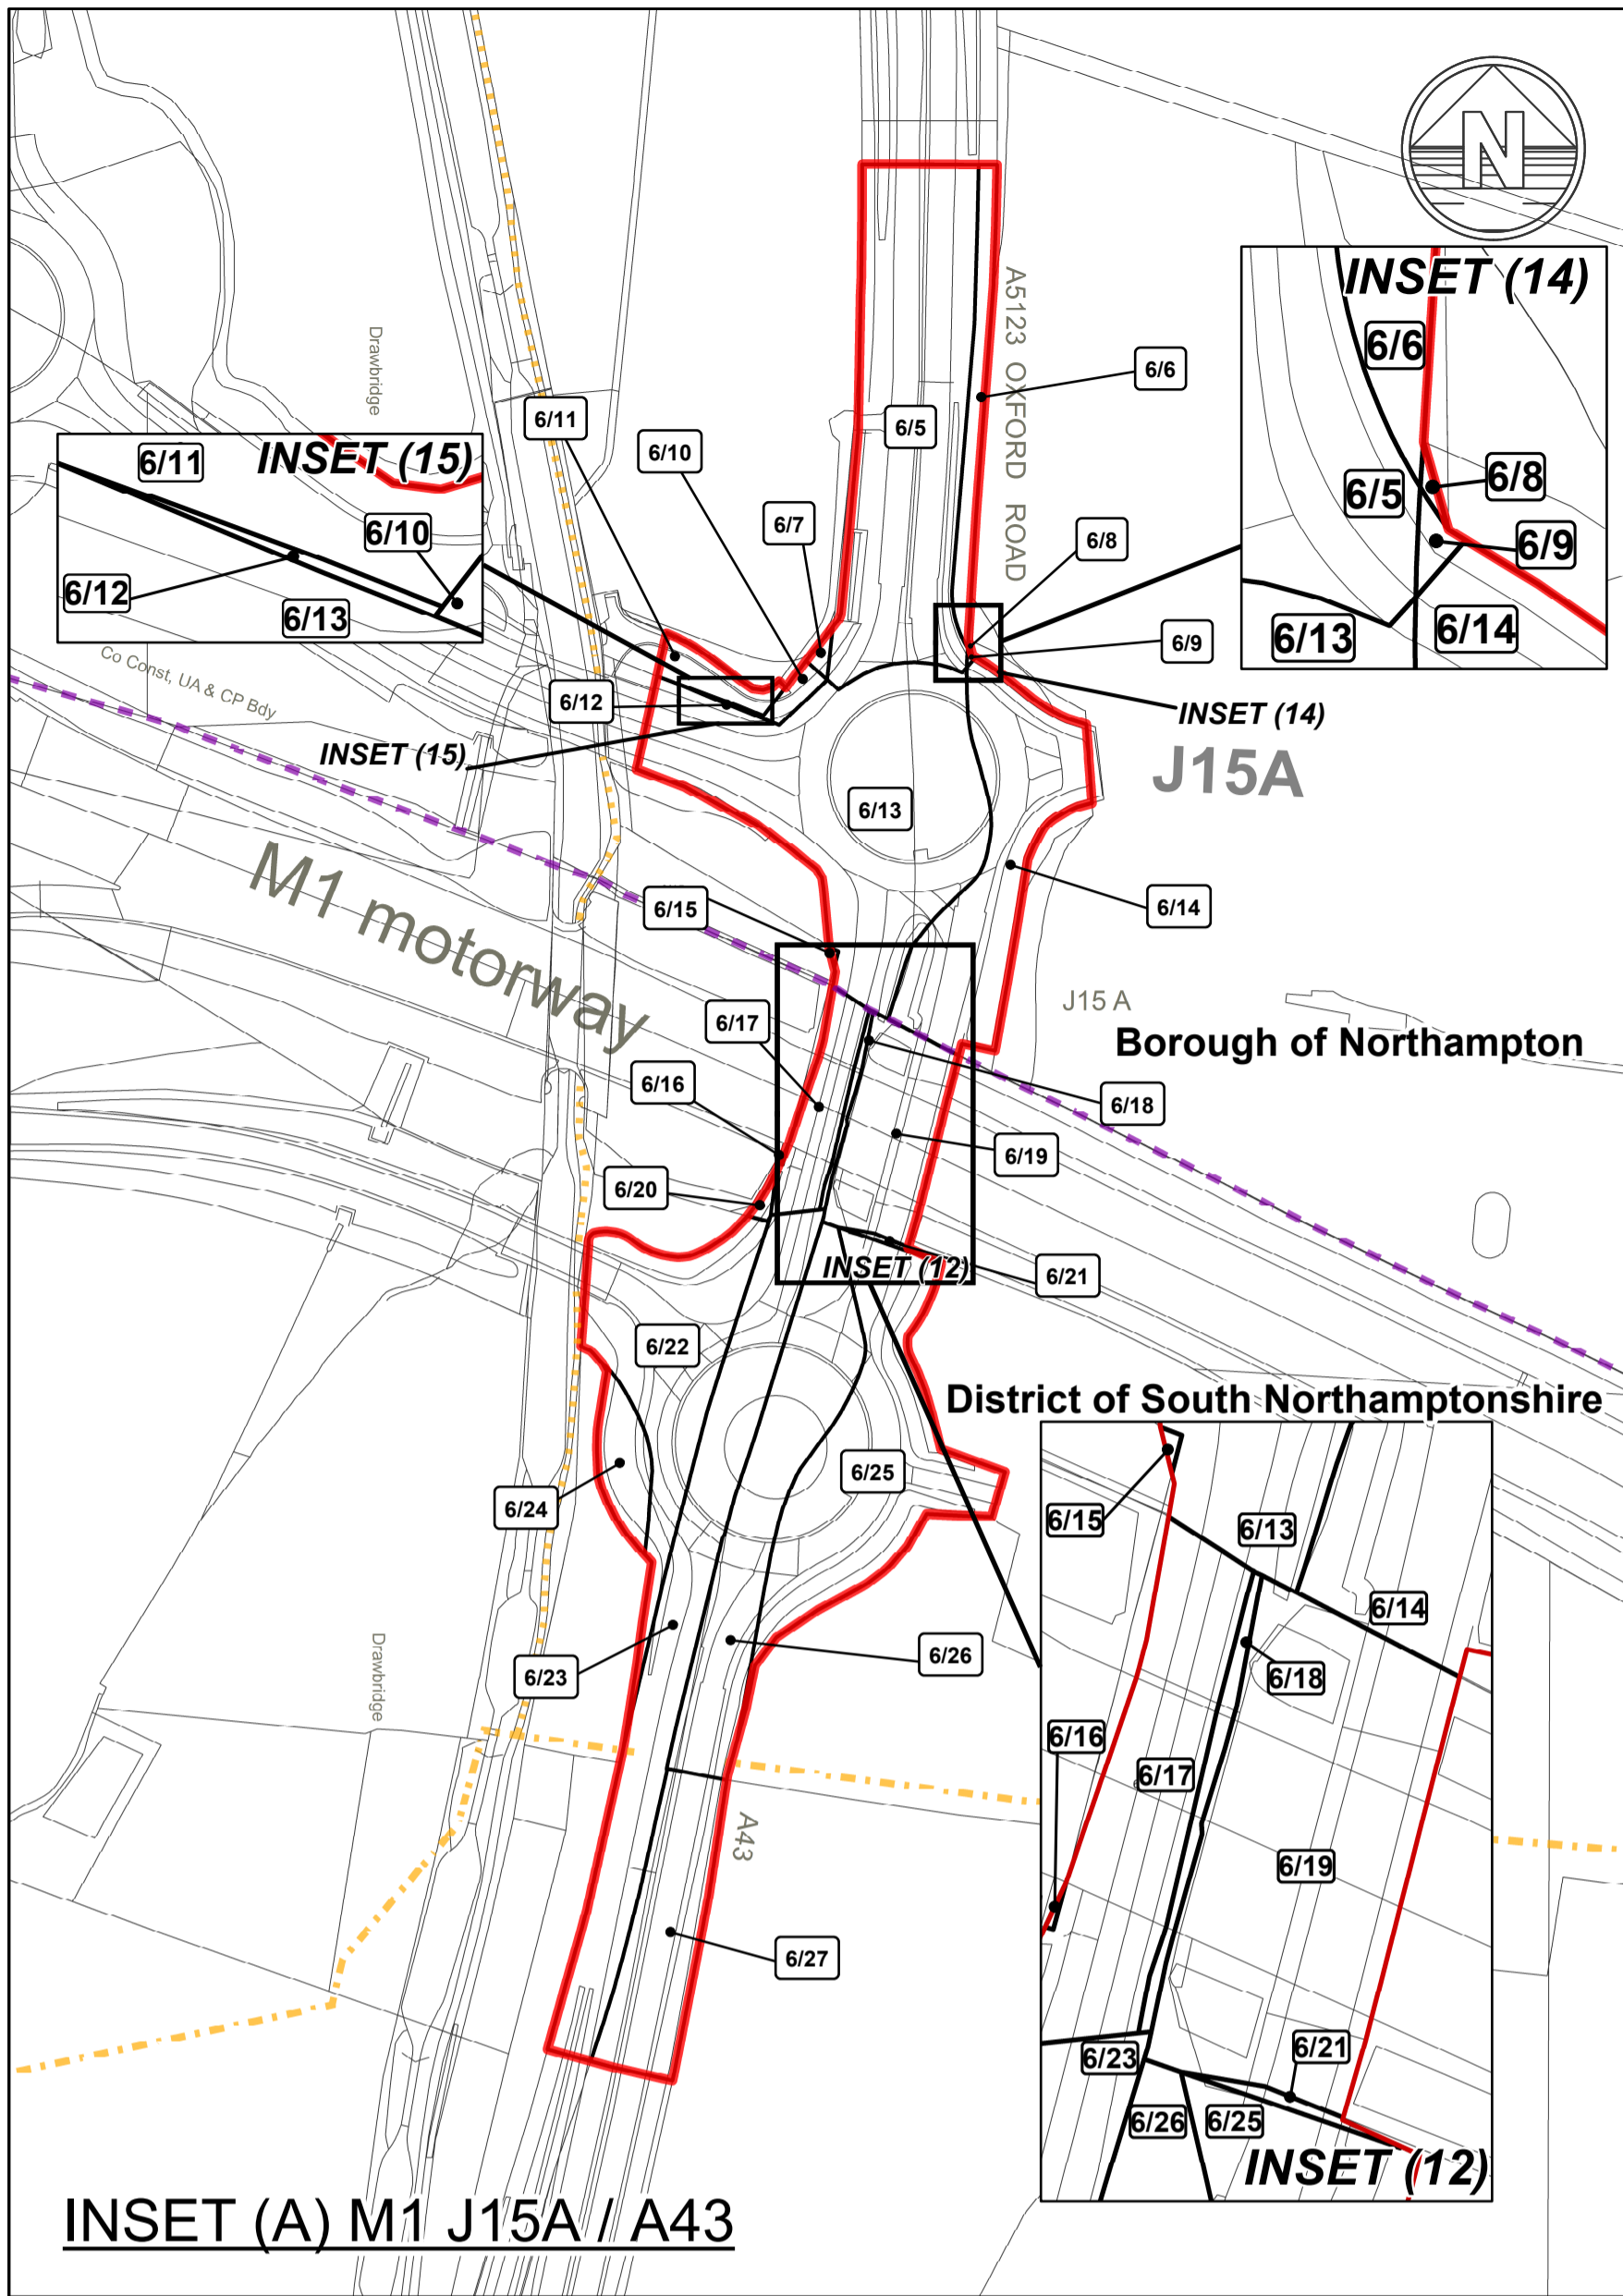 N
INSET (14)
6/6
6/8
6/5
6/9
6/13
6/14
Drawbridge
A5123 OXFORD ROAD
6/6
6/11
6/10
6/5
INSET (15)
6/11
6/10
6/12
6/13
6/7
6/8
6/9
Co Const, UA & CP Bdy
6/12
INSET (14)
INSET (15)
J15A
6/13
M1 motorway
6/15
6/14
6/17
J15 A
Borough of Northampton
6/16
6/18
6/19
6/20
INSET (12)
6/21
6/22
District of South Northamptonshire
6/25
6/24
6/15
6/13
6/14
6/18
6/16
6/17
6/19
6/21
6/23
6/26
6/25
INSET (12)
Drawbridge
6/26
6/23
A43
6/27
INSET (A) M1 J15A / A43